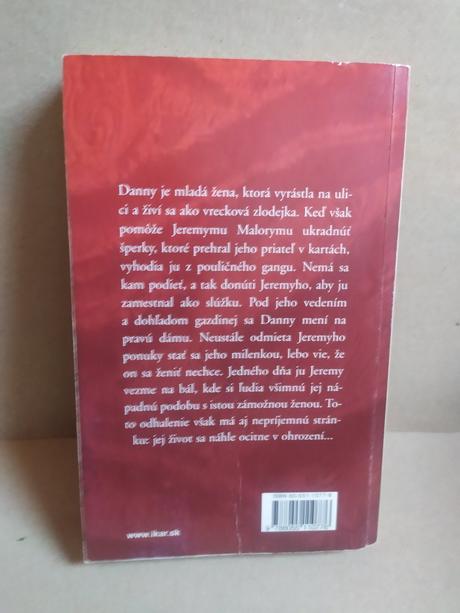 Danny je mladá žena, ktorá vyrástla na uli-
ci a živí sa ako vrecková zlodejka. Keď však
pomôže Jeremymu Malorymu ukradnúť
šperky, ktoré prehral jeho priateľ v kartách,
vyhodia ju z pouličného gangu. Nemá sa
kam podieť, a tak donúti Jeremyho, aby ju
zamestnal ako slúžku. Pod jeho vedením
a dohľadom gazdinej sa Danny mení na
pravú dámu. Neustále odmieta Jeremyho
ponuky stať sa jeho milenkou, lebo vie, že
on sa ženiť nechce. Jedného dňa ju Jeremy
vezme na bál, kde si ľudia všimnú jej ná-
padnú podobu s istou zámožnou ženou. To-
to odhalenie však má aj nepríjemnú strán-
ku: jej život sa náhle ocitne v ohrození...
www.ikar.sk